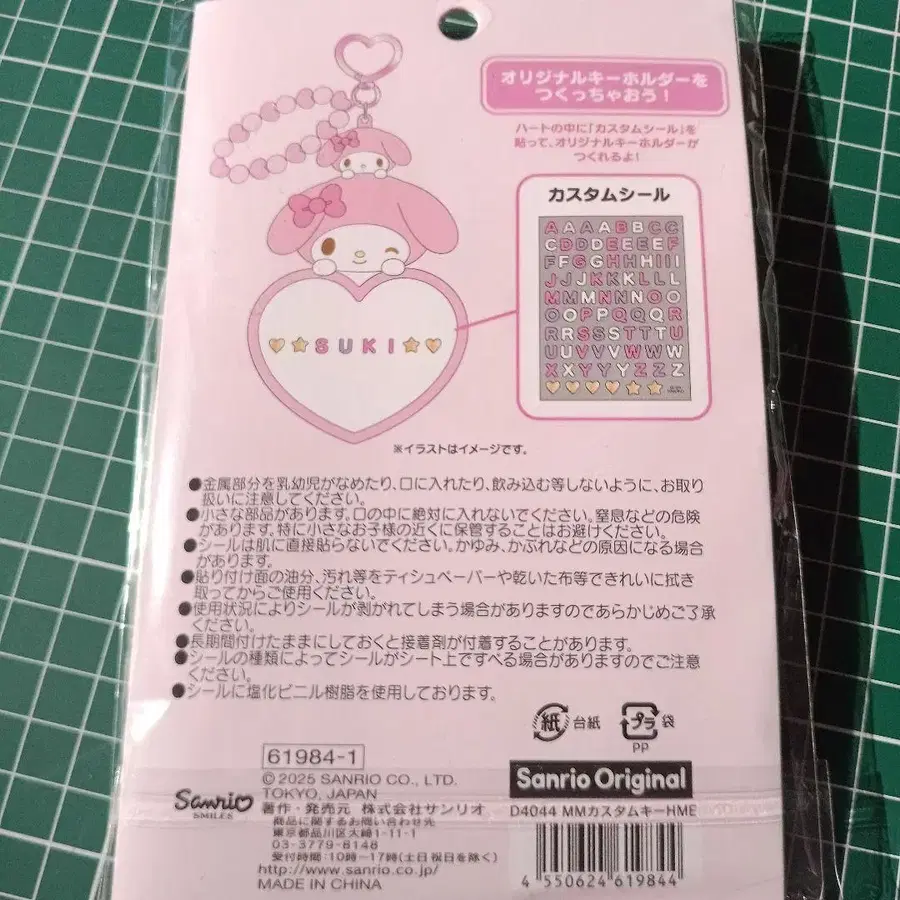 オリジナルキーホルダーを
つくっちゃおう！
ハートの中に「カスタムシール」を
貼って、オリジナルキーホルダーが
つくれるよ！
カスタムシール
AAAABBCC
CDDDEEEEF
FFGGHHHIII
JJJKKKLLL
MMMNNNOO
OOPPQQQR
RRSSSTTTU
UUVVVWWW
XXYYYZZZ
SUKI
※イラストはイメージです。
●金属部分を乳幼児がなめたり、口に入れたり、飲み込む等しないように、お取り
扱いに注意してください。
●小さな部品があります。口の中に絶対に入れないでください。窒息などの危険
があります。特に小さなお子様の近くに保管することはお避けください。
●シールは肌に直接貼らないでください。かゆみ、かぶれなどの原因になる場合
があります。
●貼り付け面の油分、汚れ等をティシュペーパーや乾いた布等できれいに拭き
取ってからご使用ください。
●使用状況によりシールが剥がれてしまう場合がありますのであらかじめご了承
ください。
●長期間付けたままにしておくと接着剤が付着することがあります。
●シールの種類によってシールがシート上ですべる場合がありますのでご注意
ください。
●シールに塩化ビニル樹脂を使用しております。
紙 台紙 プラ 袋
PP
61984-1
© 2025 SANRIO CO., LTD.
TOKYO, JAPAN
Sanrio
SMILES
著作・発売元 株式会社サンリオ
商品に関するお問い合わせ先
東京都品川区大崎1-11-1
03-3779-8148
受付時間:10時～17時(土日祝日を除く)
http://www.sanrio.co.jp/
MADE IN CHINA
Sanrio Original
D4044 MMカスタムキーHME
4 550624 619844